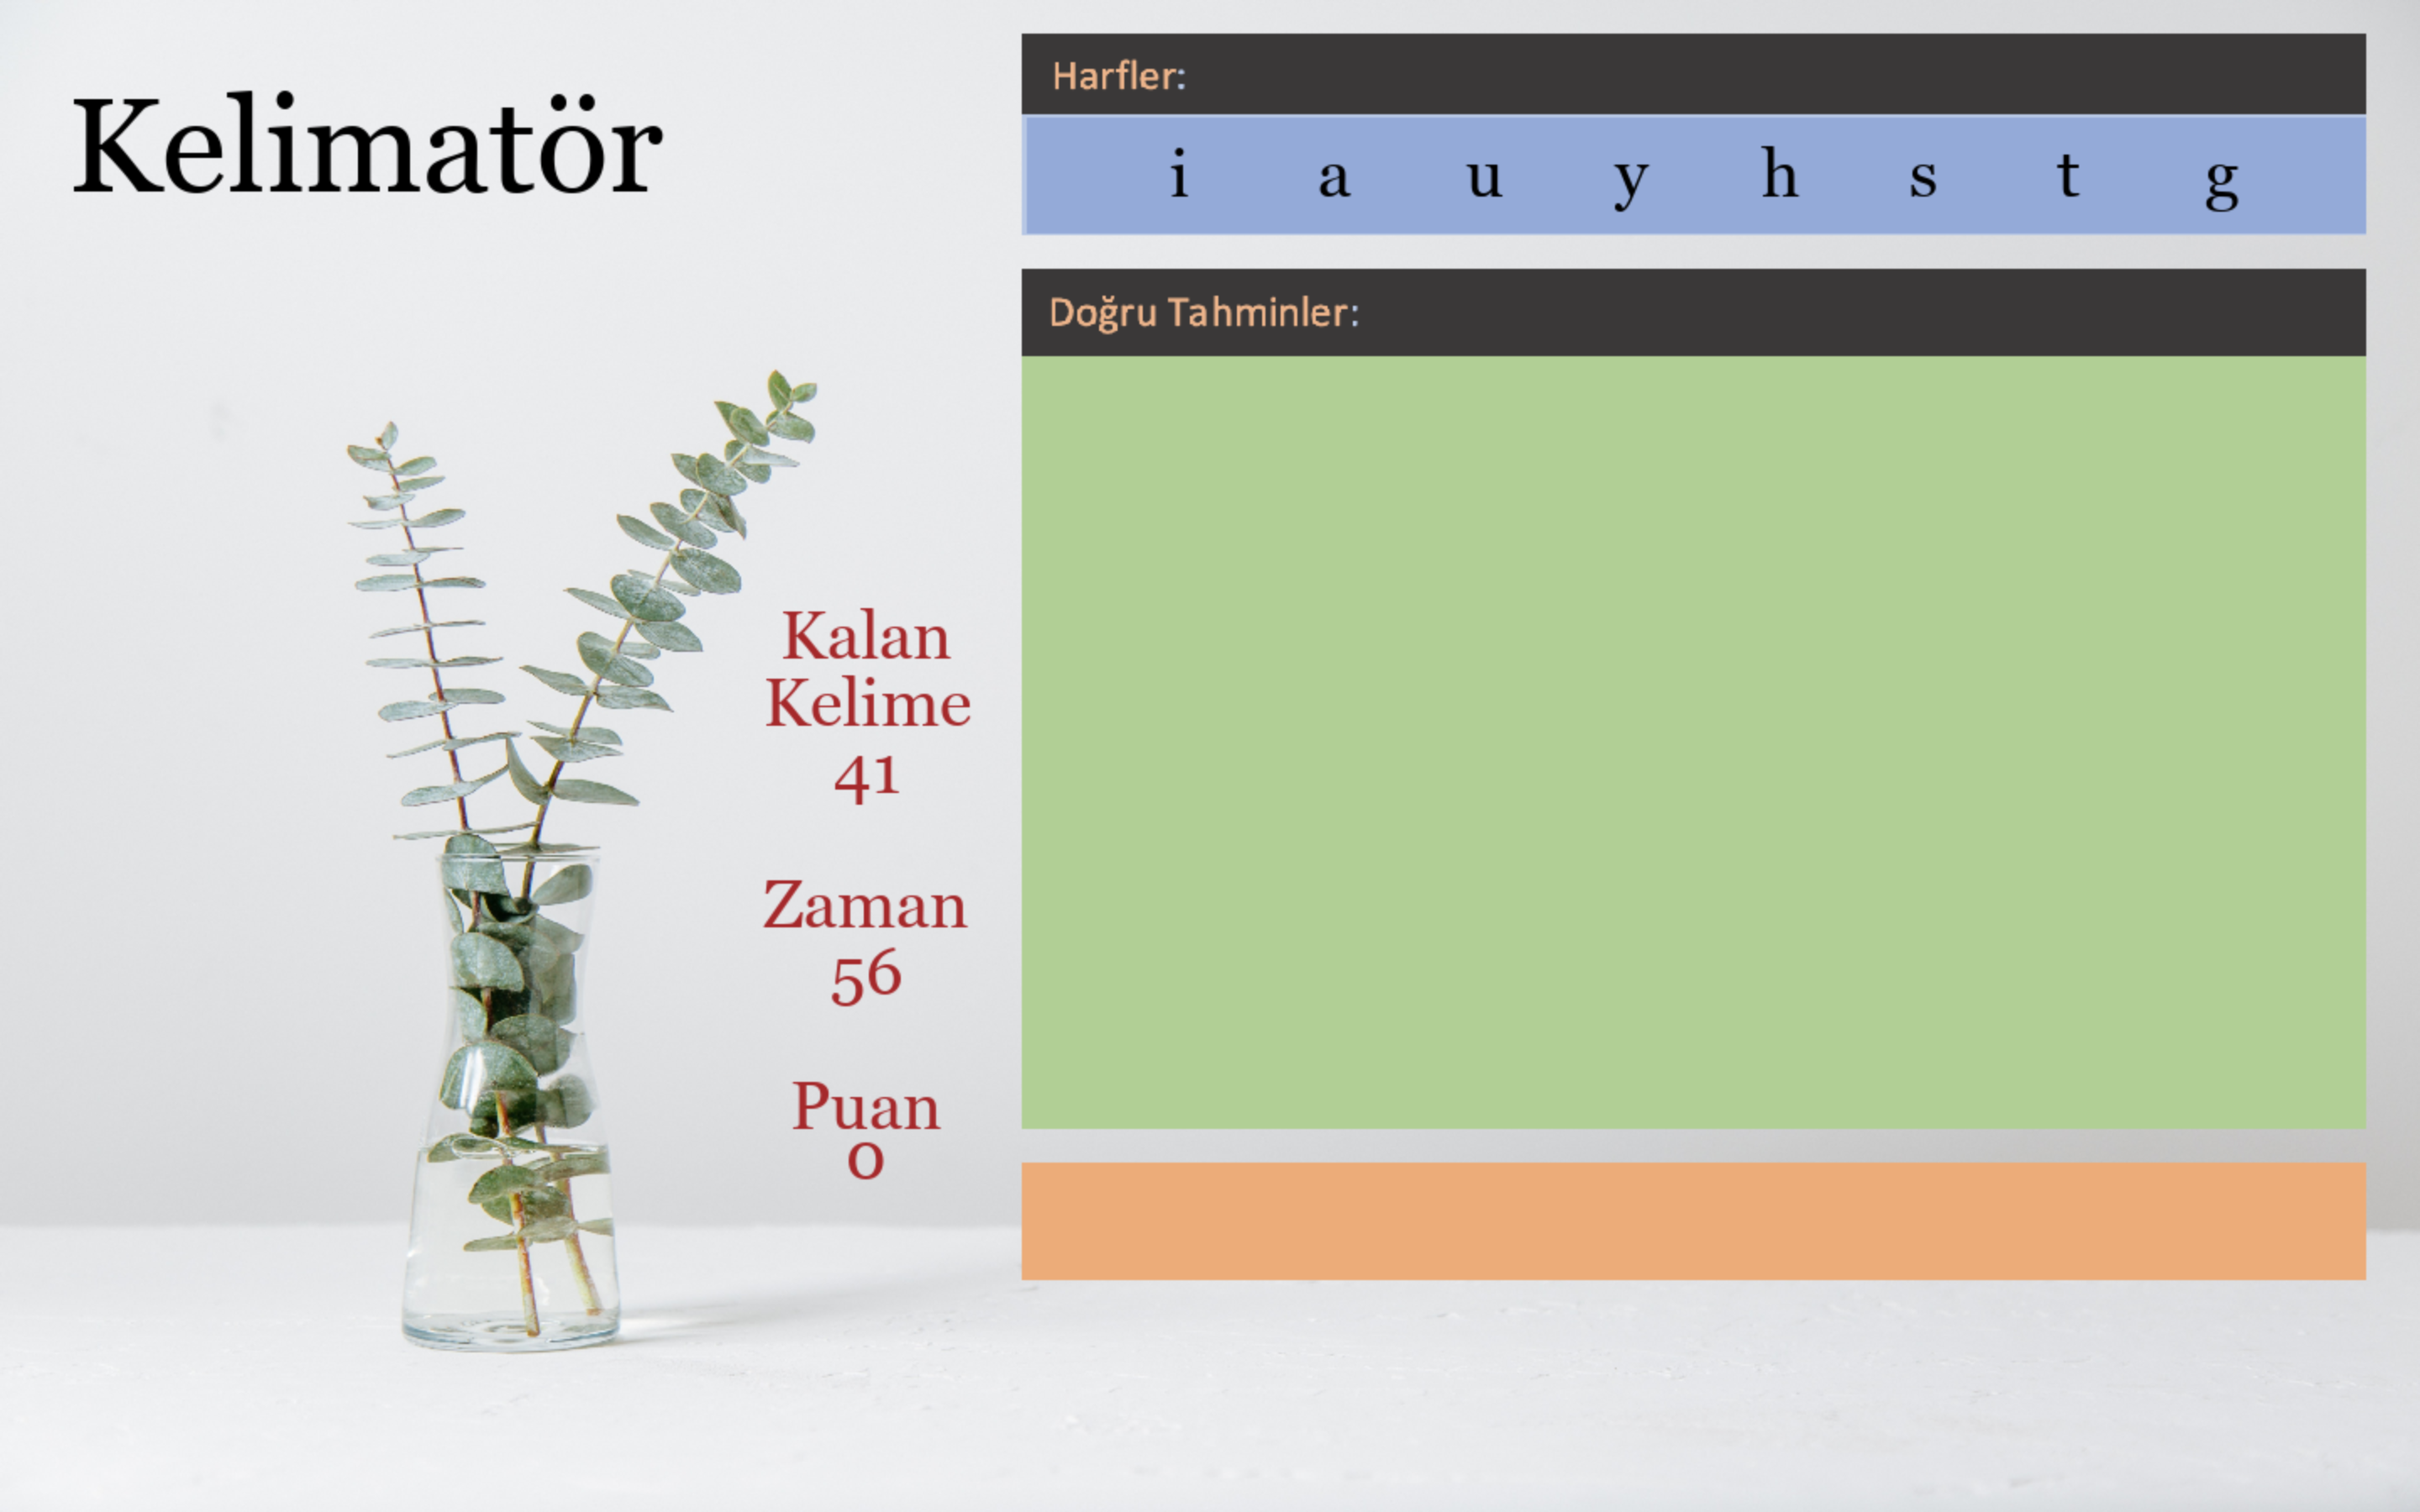 Kelimatör
Harfler:
i a u y h s t g
Doğru Tahminler:
Kalan
Kelime
41
Zaman
56
Puan
0